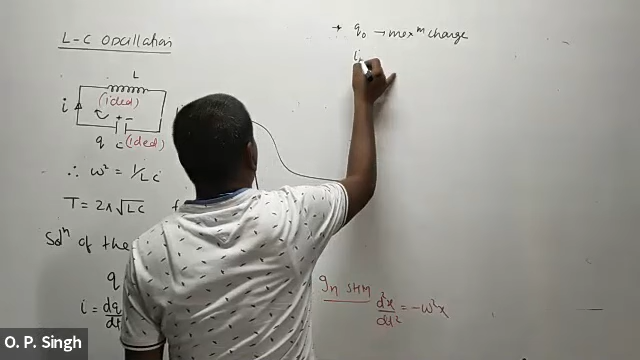 L-C Oscillation
→ q₀ → maxᵐ charge
i
L
(ideal)
i
+ -
q C (ideal)
∴ ω² = 1/LC
T = 2π√LC f
Solⁿ of the
q
i = dq/dt
In SHM
d²x/dt² = -ω²x
O. P. Singh